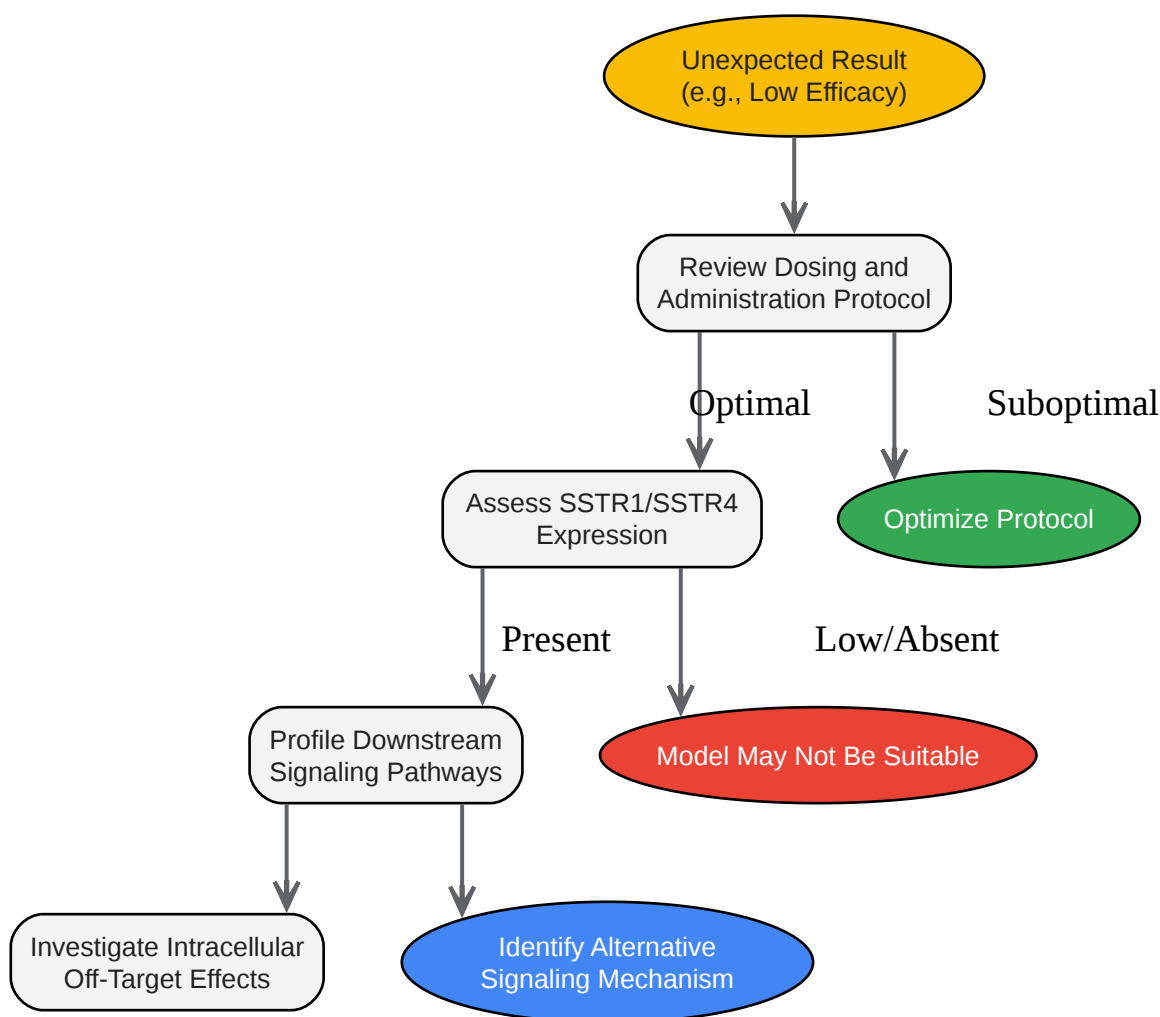 Unexpected Result
(e.g., Low Efficacy)
Review Dosing and
Administration Protocol
Optimal
Suboptimal
Assess SSTR1/SSTR4
Expression
Optimize Protocol
Present
Low/Absent
Profile Downstream
Signaling Pathways
Model May Not Be Suitable
Investigate Intracellular
Off-Target Effects
Identify Alternative
Signaling Mechanism